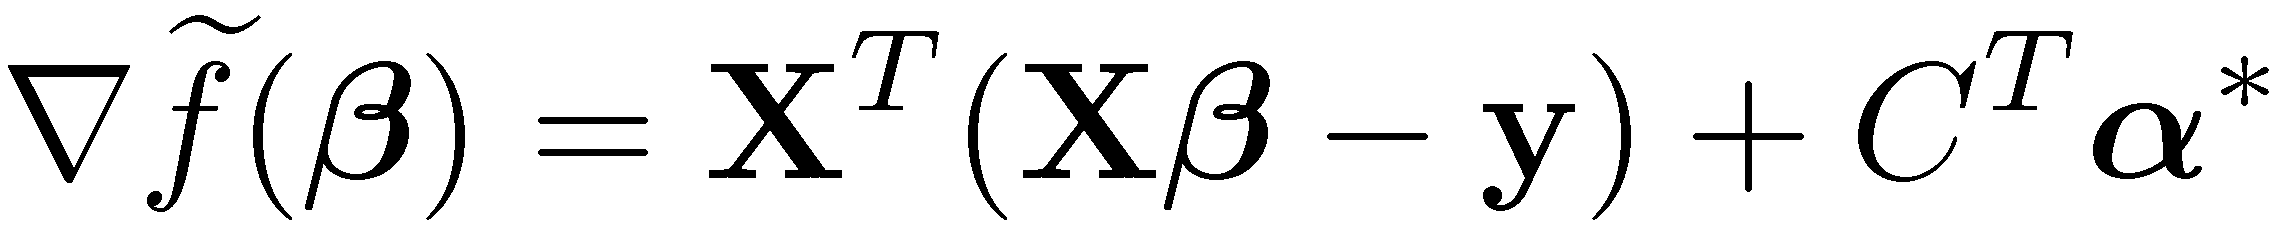 ∇f̃(β) = X^T(Xβ − y) + C^T α*